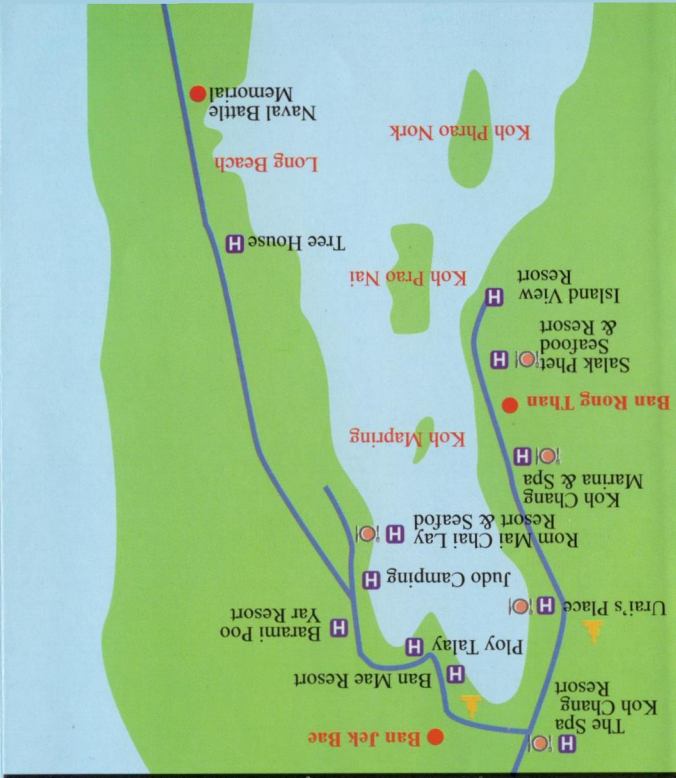 The Spa
Koh Chang
Resort
Ban Jek Bae
Ban Mae Resort
Ploy Talay
Urai's Place
Barami Poo
Yar Resort
Judo Camping
Rom Mai Chai Lay
Resort & Seafod
Koh Chang
Marina & Spa
Koh Mapring
Ban Rong Than
Salak Phet
Seafood
& Resort
Island View
Resort
Koh Prao Nai
Tree House
Long Beach
Koh Phrao Nork
Naval Battle
Memorial